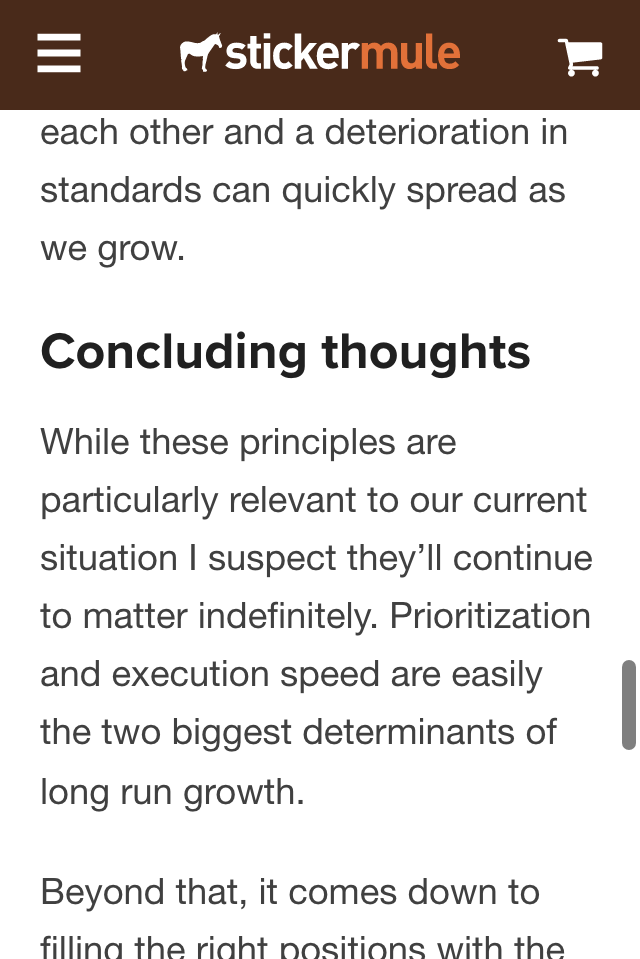 stickermule
each other and a deterioration in
standards can quickly spread as
we grow.
Concluding thoughts
While these principles are
particularly relevant to our current
situation I suspect they’ll continue
to matter indefinitely. Prioritization
and execution speed are easily
the two biggest determinants of
long run growth.
Beyond that, it comes down to
filling the right positions with the